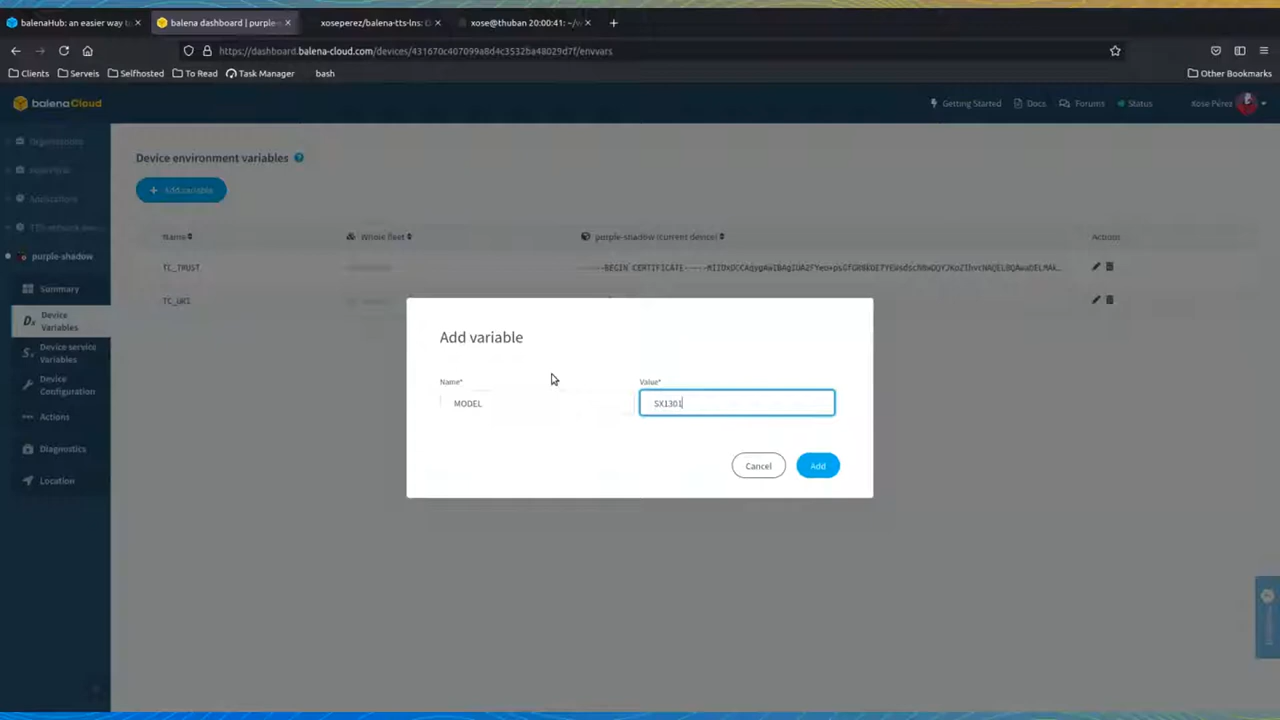 balenaHub: an easier way t
balena dashboard | purple-
xoseperez/balena-tts-lns: D
xose@thuban 20:00:41: ~/w
https://dashboard.balena-cloud.com/devices/431670c407099a8d4c3532ba48029d7f/envvars
Clients
Serveis
Selfhosted
To Read
Task Manager
bash
Other Bookmarks
balenaCloud
Getting Started
Docs
Forums
Status
Xose Pérez
Organizations
Applications
purple-shadow
Summary
Device Variables
Device service Variables
Device Configuration
Actions
Diagnostics
Location
Device environment variables
+ Add variable
Name
Whole fleet
purple-shadow (current device)
Actions
TC_TRUST
-----BEGIN CERTIFICATE-----
TC_URI
Add variable
Name*
Value*
MODEL
SX1301
Cancel
Add